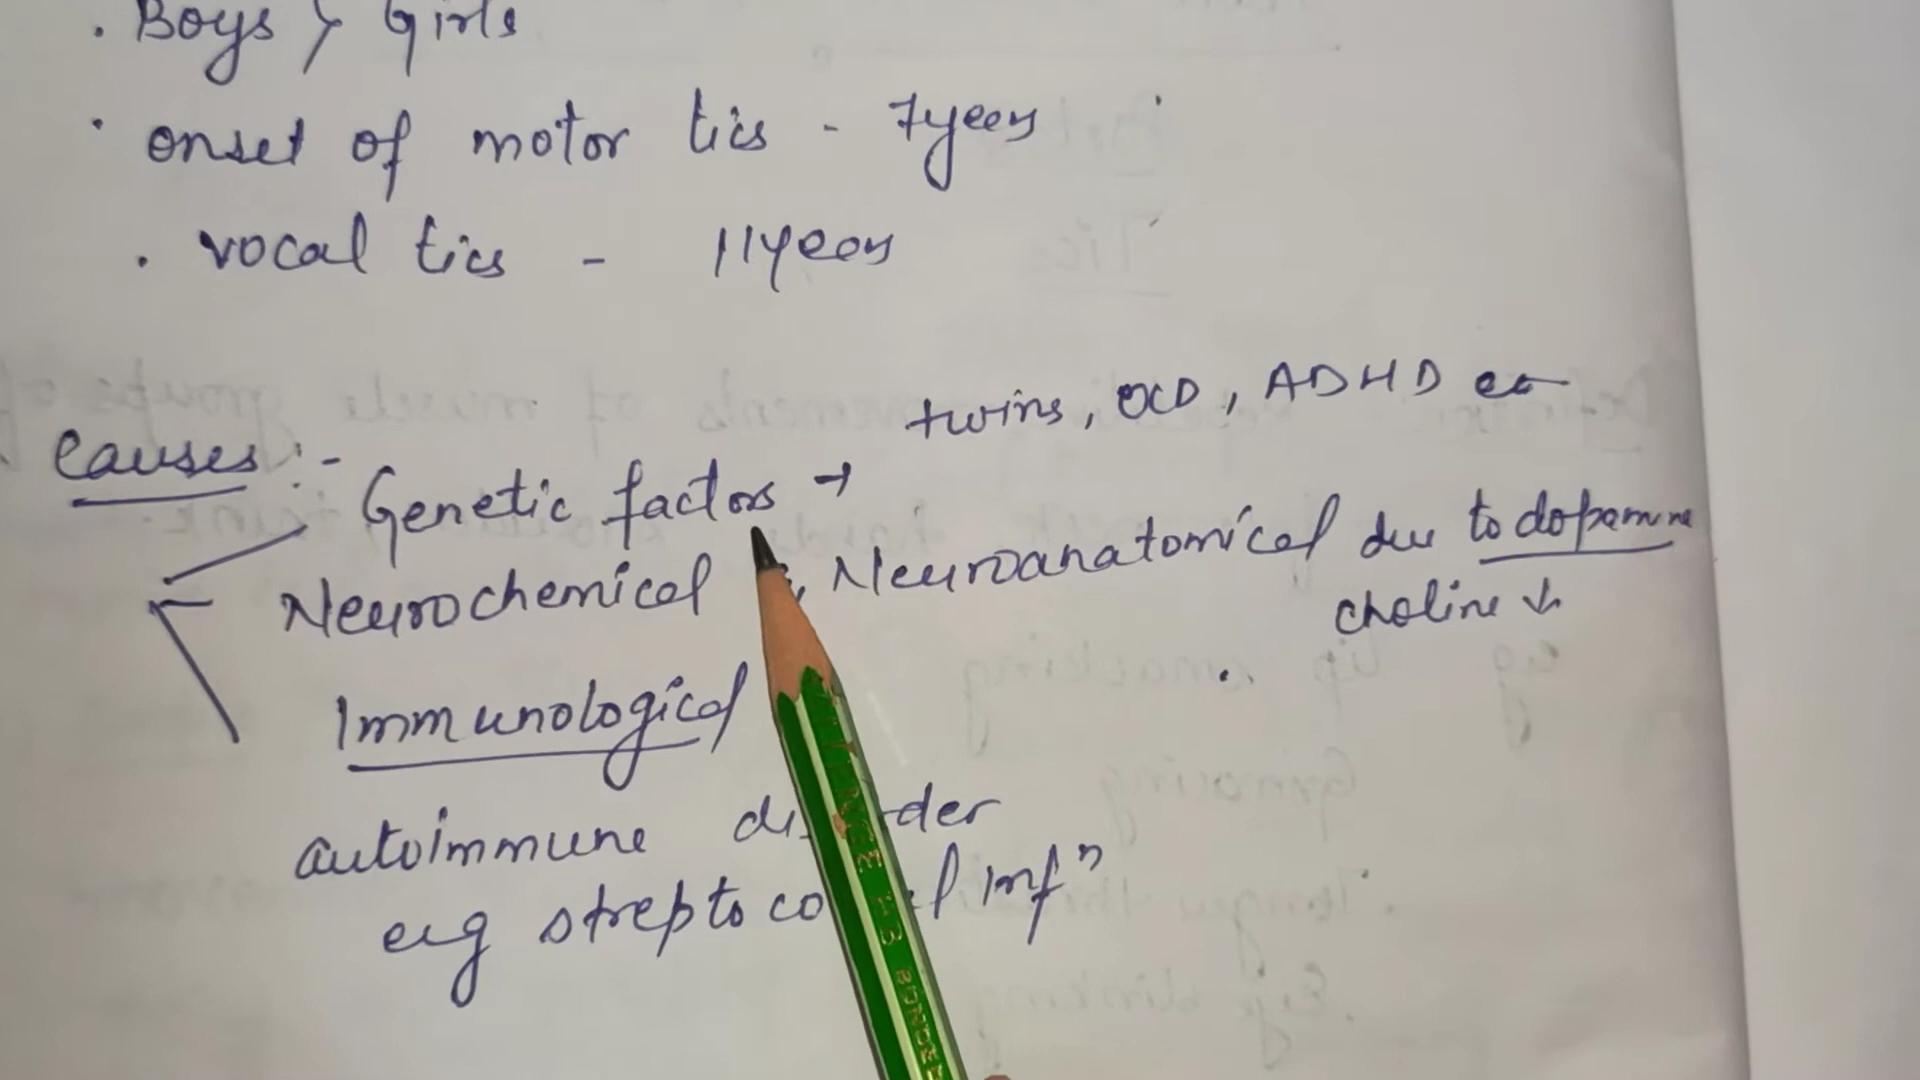 . Boys > Girls
. onset of motor tics - 7years
. vocal tics - 11years
twins, OCD, ADHD etc
Causes :-
Genetic factors →
Neurochemical , Neuroanatomical due to dopamine
choline ↓
Immunological
autoimmune
eg strepto infn